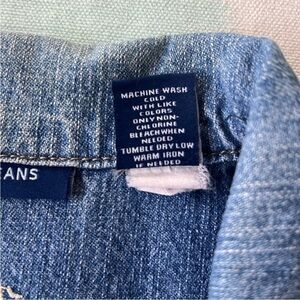 MACHINE WASH
COLD
WITH LIKE
COLORS
ONLY NON-
CHLORINE
BLEACH WHEN
NEEDED
TUMBLE DRY LOW
WARM IRON
IF NEEDED
EANS